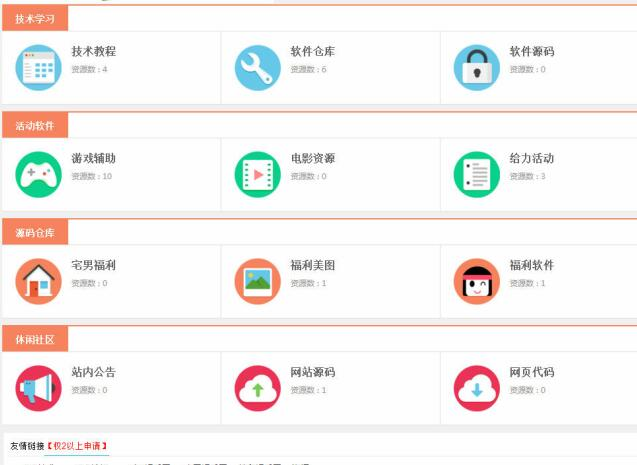 技术学习
技术教程
资源数：4
软件仓库
资源数：6
软件源码
资源数：0
活动软件
游戏辅助
资源数：10
电影资源
资源数：0
给力活动
资源数：3
源码仓库
宅男福利
资源数：0
福利美图
资源数：1
福利软件
资源数：1
休闲社区
站内公告
资源数：0
网站源码
资源数：1
网页代码
资源数：0
友情链接【权2以上申请】